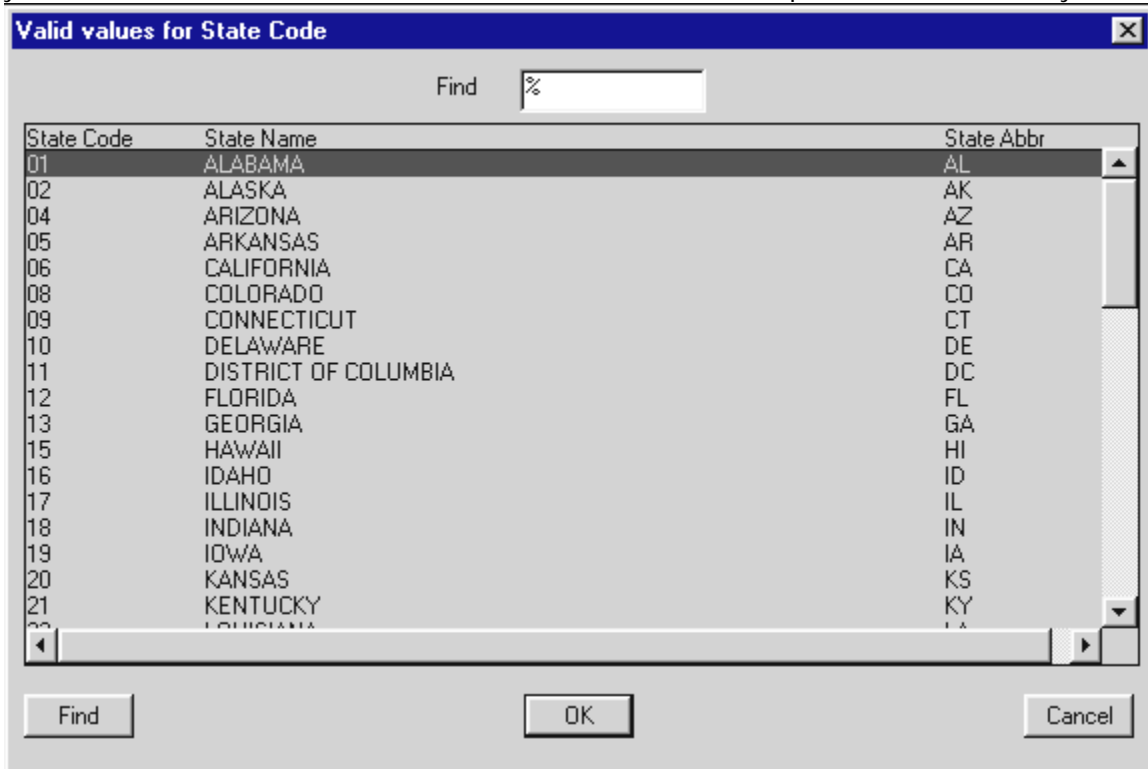 Valid values for State Code
Find %
State Code State Name State Abbr
01 ALABAMA AL
02 ALASKA AK
04 ARIZONA AZ
05 ARKANSAS AR
06 CALIFORNIA CA
08 COLORADO CO
09 CONNECTICUT CT
10 DELAWARE DE
11 DISTRICT OF COLUMBIA DC
12 FLORIDA FL
13 GEORGIA GA
15 HAWAII HI
16 IDAHO ID
17 ILLINOIS IL
18 INDIANA IN
19 IOWA IA
20 KANSAS KS
21 KENTUCKY KY
22 LOUISIANA LA
Find OK Cancel